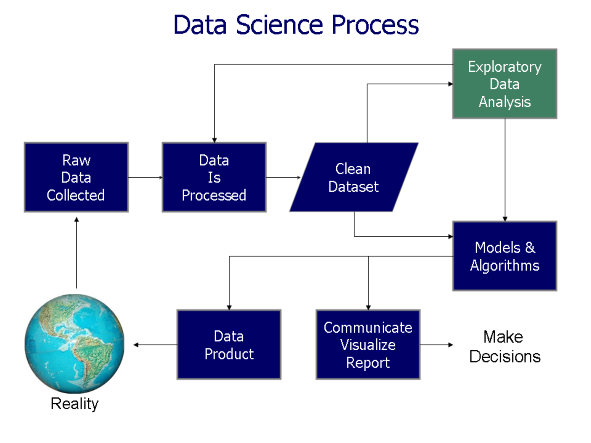 Data Science Process
Exploratory
Data
Analysis
Raw
Data
Collected
Data
Is
Processed
Clean
Dataset
Models &
Algorithms
Data
Product
Communicate
Visualize
Report
Make
Decisions
Reality